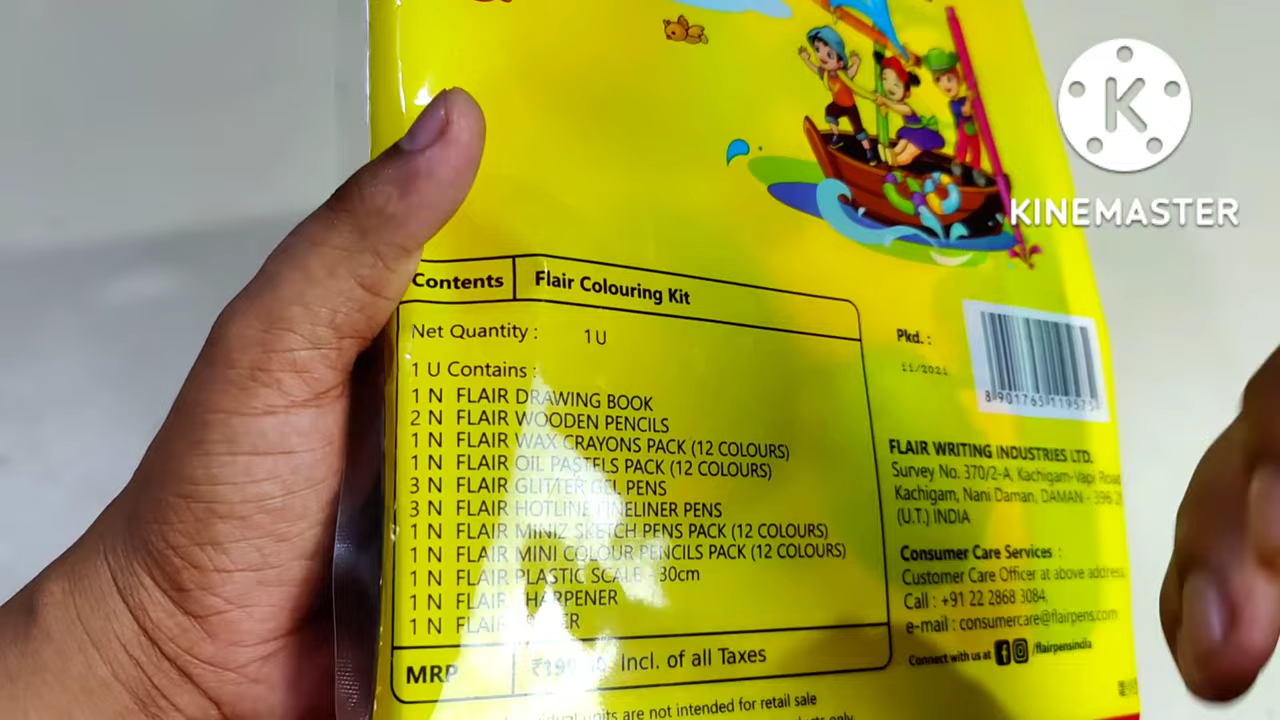 K
KINEMASTER
Contents Flair Colouring Kit
Net Quantity : 1 U
1 U Contains :
1 N FLAIR DRAWING BOOK
2 N FLAIR WOODEN PENCILS
1 N FLAIR WAX CRAYONS PACK (12 COLOURS)
1 N FLAIR OIL PASTELS PACK (12 COLOURS)
3 N FLAIR GLITTER GEL PENS
3 N FLAIR HOTLINE FINELINER PENS
1 N FLAIR MINIZ SKETCH PENS PACK (12 COLOURS)
1 N FLAIR MINI COLOUR PENCILS PACK (12 COLOURS)
1 N FLAIR PLASTIC SCALE - 30cm
1 N FLAIR SHARPENER
1 N FLAIR
MRP Incl. of all Taxes
units are not intended for retail sale
only
Pkd. :
11/2021
8 901765 119575
FLAIR WRITING INDUSTRIES LTD.
Survey No. 370/2-A, Kachigam-Vapi Road
Kachigam, Nani Daman, DAMAN - 396
(U.T.) INDIA
Consumer Care Services :
Customer Care Officer at above address,
Call : +91 22 2868 3084,
e-mail : consumercare@flairpens.com
Connect with us at /flairpensindia